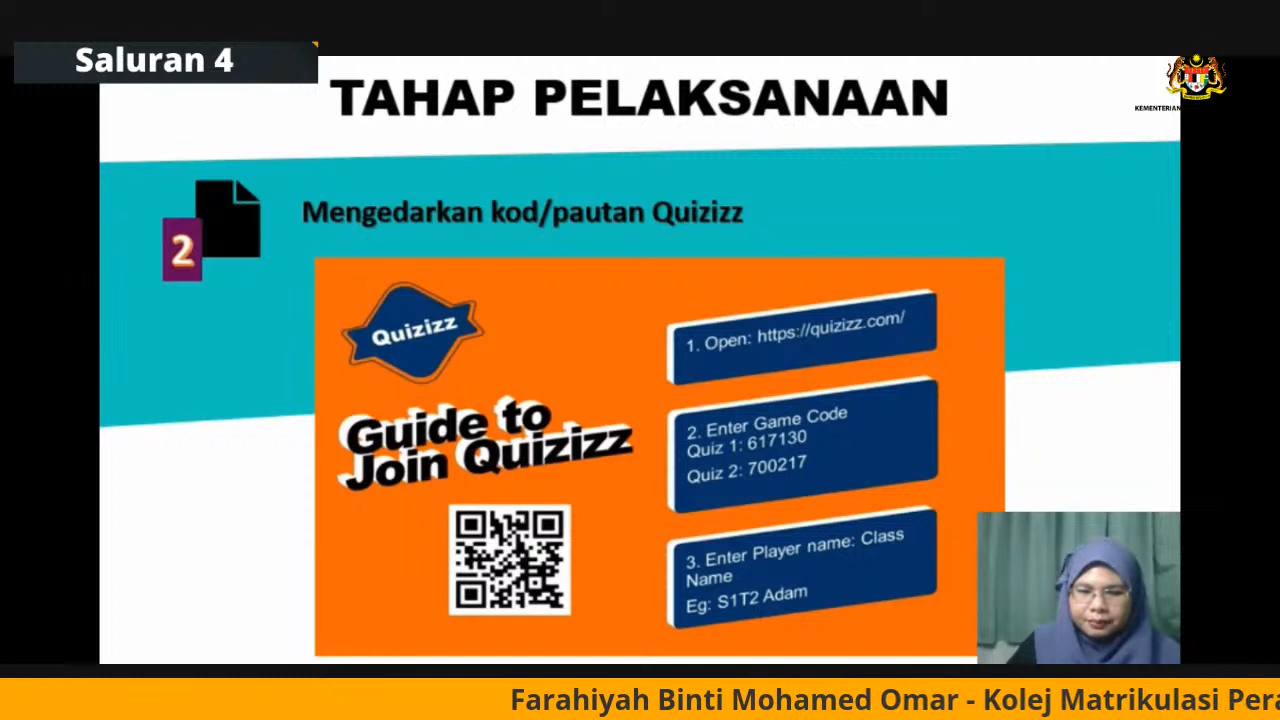 Saluran 4
TAHAP PELAKSANAAN
KEMENTERIAN
2
Mengedarkan kod/pautan Quizizz
Quizizz
Guide to
Join Quizizz
1. Open: https://quizizz.com/
2. Enter Game Code
Quiz 1: 617130
Quiz 2: 700217
3. Enter Player name: Class
Name
Eg: S1T2 Adam
Farahiyah Binti Mohamed Omar - Kolej Matrikulasi Pera